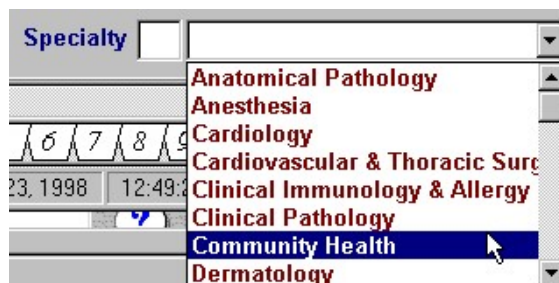 Specialty
Anatomical Pathology
Anesthesia
Cardiology
Cardiovascular & Thoracic Surg
Clinical Immunology & Allergy
Clinical Pathology
Community Health
Dermatology
6 7 8 9
23, 1998 12:49:2
?